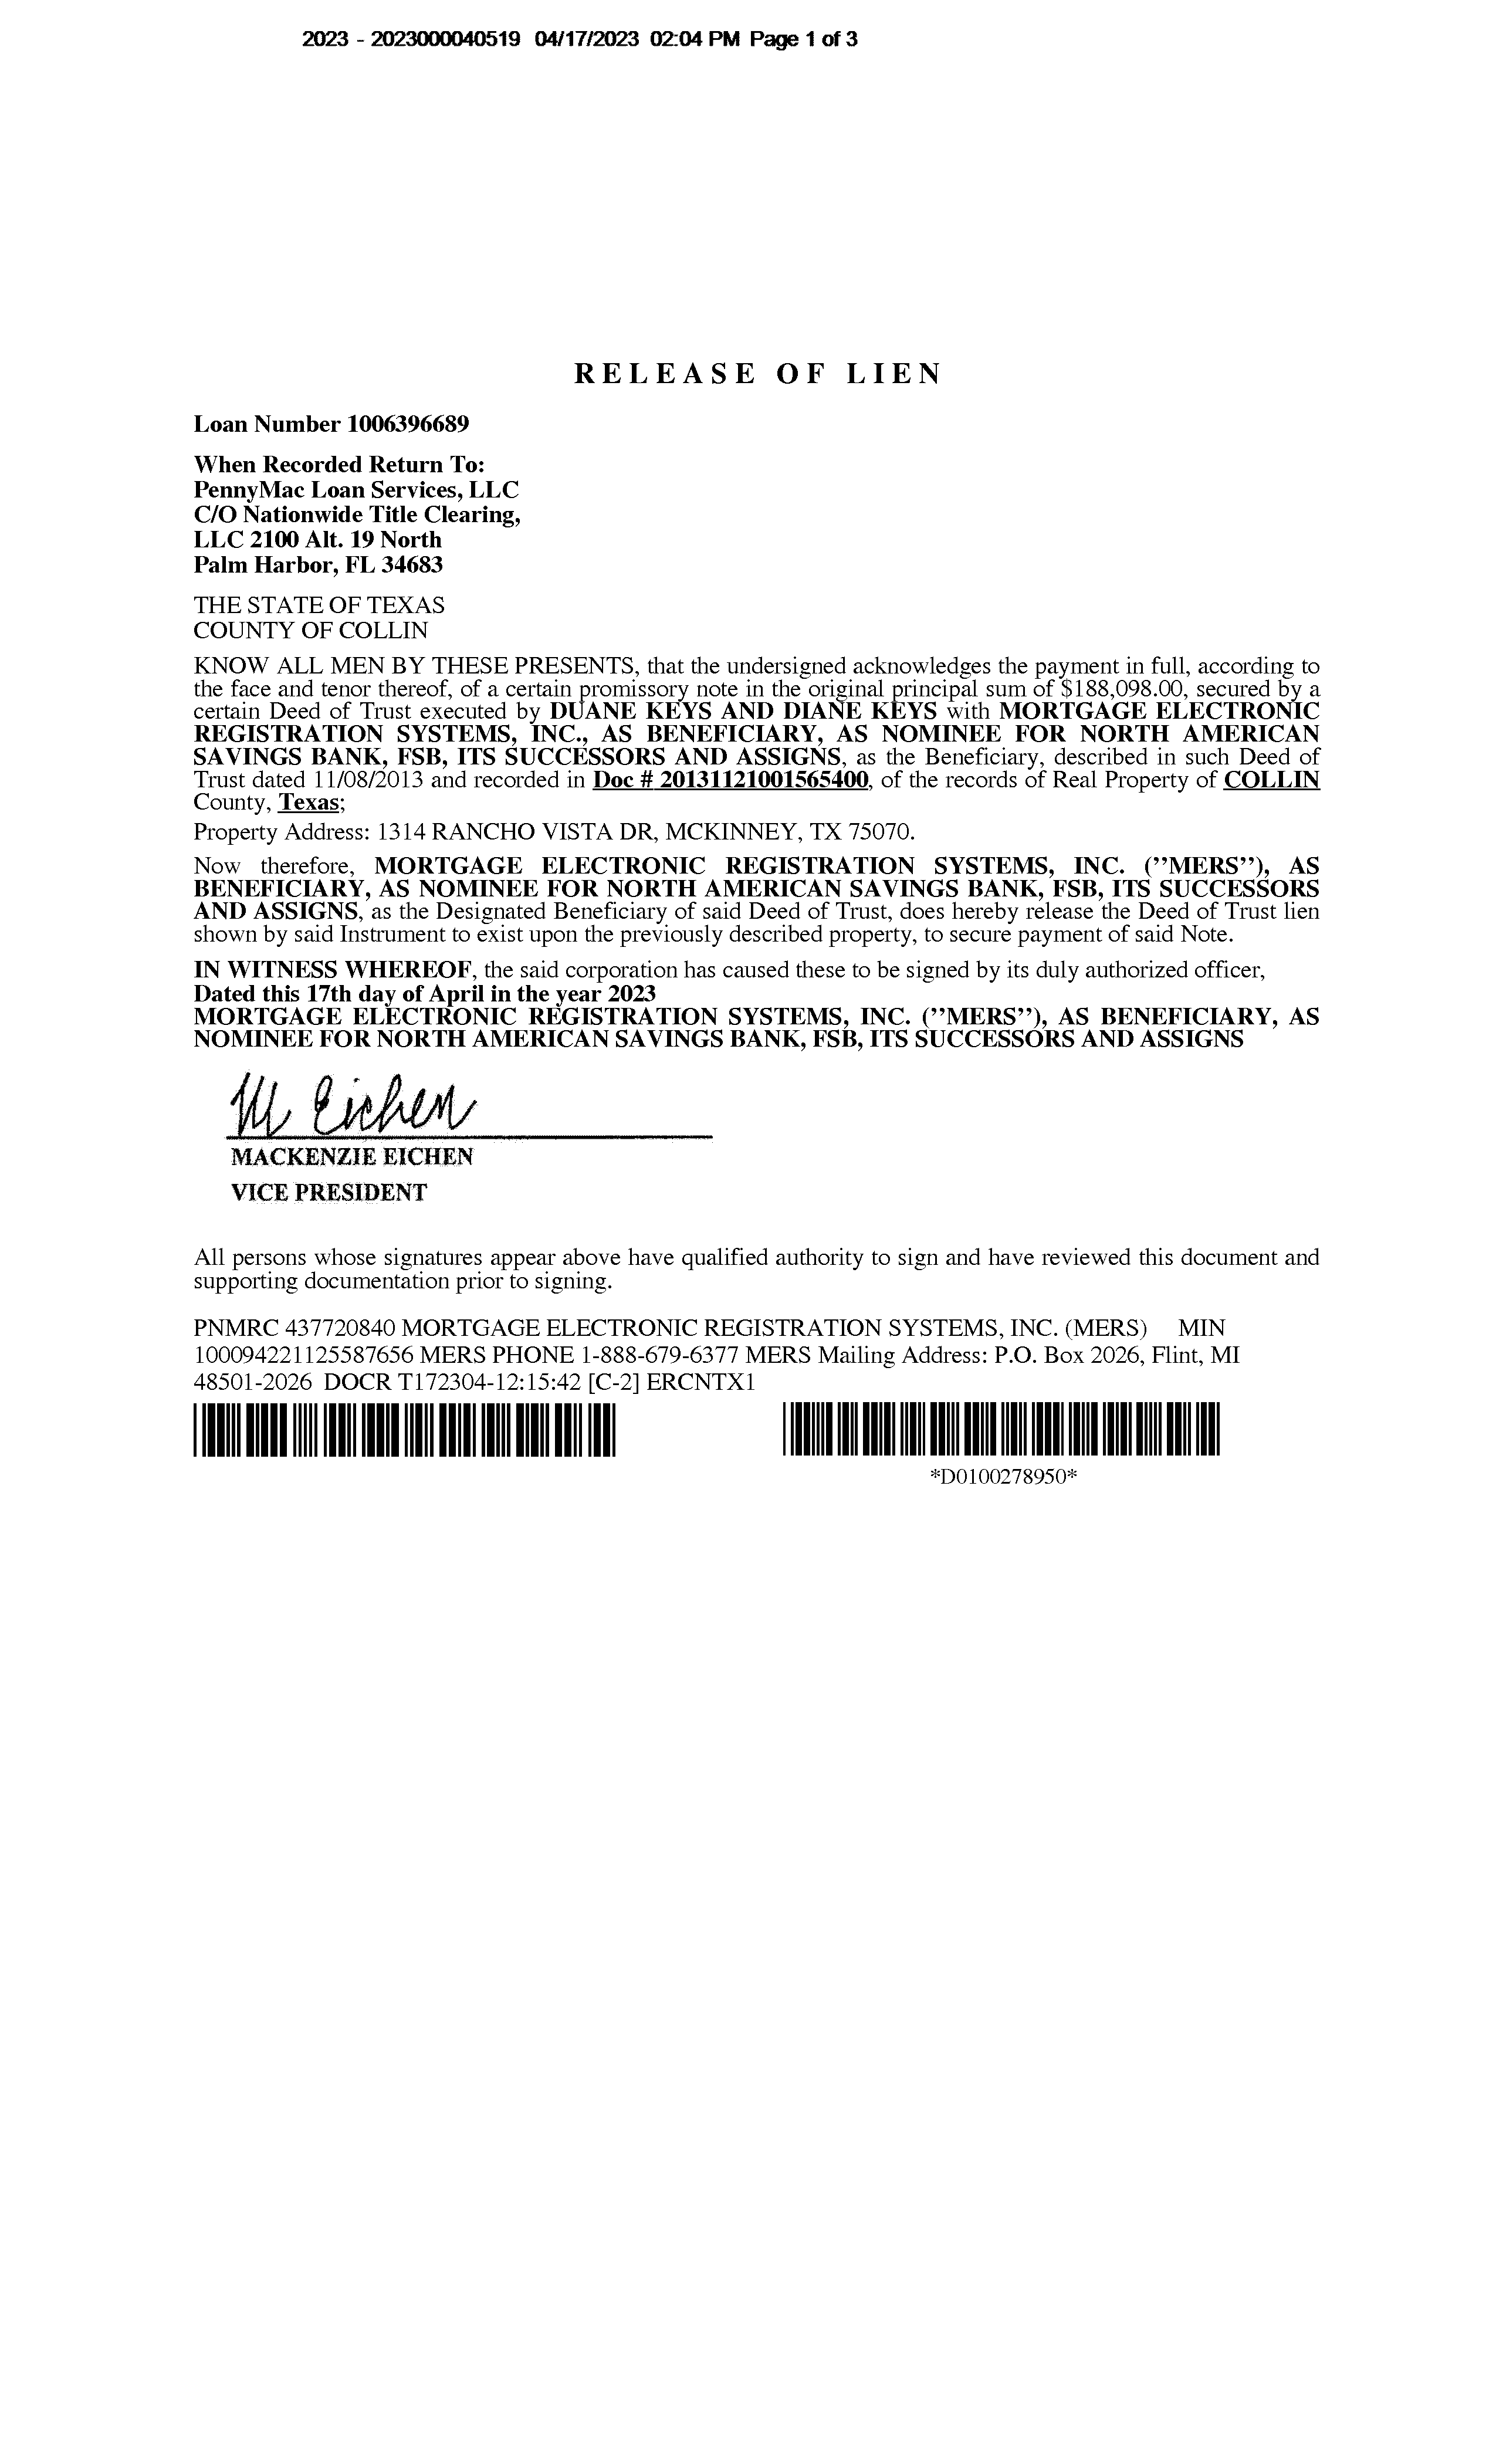 2023 - 2023000040519 04/17/2023 02:04 PM Page 1 of 3
RELEASE OF LIEN
Loan Number 1006396689
When Recorded Return To:
PennyMac Loan Services, LLC
C/O Nationwide Title Clearing,
LLC 2100 Alt. 19 North
Palm Harbor, FL 34683
THE STATE OF TEXAS
COUNTY OF COLLIN
KNOW ALL MEN BY THESE PRESENTS, that the undersigned acknowledges the payment in full, according to
the face and tenor thereof, of a certain promissory note in the original principal sum of $188,098.00, secured by a
certain Deed of Trust executed by DUANE KEYS AND DIANE KEYS with MORTGAGE ELECTRONIC
REGISTRATION SYSTEMS, INC., AS BENEFICIARY, AS NOMINEE FOR NORTH AMERICAN
SAVINGS BANK, FSB, ITS SUCCESSORS AND ASSIGNS, as the Beneficiary, described in such Deed of
Trust dated 11/08/2013 and recorded in Doc # 20131121001565400, of the records of Real Property of COLLIN
County, Texas;
Property Address: 1314 RANCHO VISTA DR, MCKINNEY, TX 75070.
Now therefore, MORTGAGE ELECTRONIC REGISTRATION SYSTEMS, INC. (”MERS”), AS
BENEFICIARY, AS NOMINEE FOR NORTH AMERICAN SAVINGS BANK, FSB, ITS SUCCESSORS
AND ASSIGNS, as the Designated Beneficiary of said Deed of Trust, does hereby release the Deed of Trust lien
shown by said Instrument to exist upon the previously described property, to secure payment of said Note.
IN WITNESS WHEREOF, the said corporation has caused these to be signed by its duly authorized officer,
Dated this 17th day of April in the year 2023
MORTGAGE ELECTRONIC REGISTRATION SYSTEMS, INC. (”MERS”), AS BENEFICIARY, AS
NOMINEE FOR NORTH AMERICAN SAVINGS BANK, FSB, ITS SUCCESSORS AND ASSIGNS
M Eichen
MACKENZIE EICHEN
VICE PRESIDENT
All persons whose signatures appear above have qualified authority to sign and have reviewed this document and
supporting documentation prior to signing.
PNMRC 437720840 MORTGAGE ELECTRONIC REGISTRATION SYSTEMS, INC. (MERS) MIN
100094221125587656 MERS PHONE 1-888-679-6377 MERS Mailing Address: P.O. Box 2026, Flint, MI
48501-2026 DOCR T172304-12:15:42 [C-2] ERCNTX1
*D0100278950*